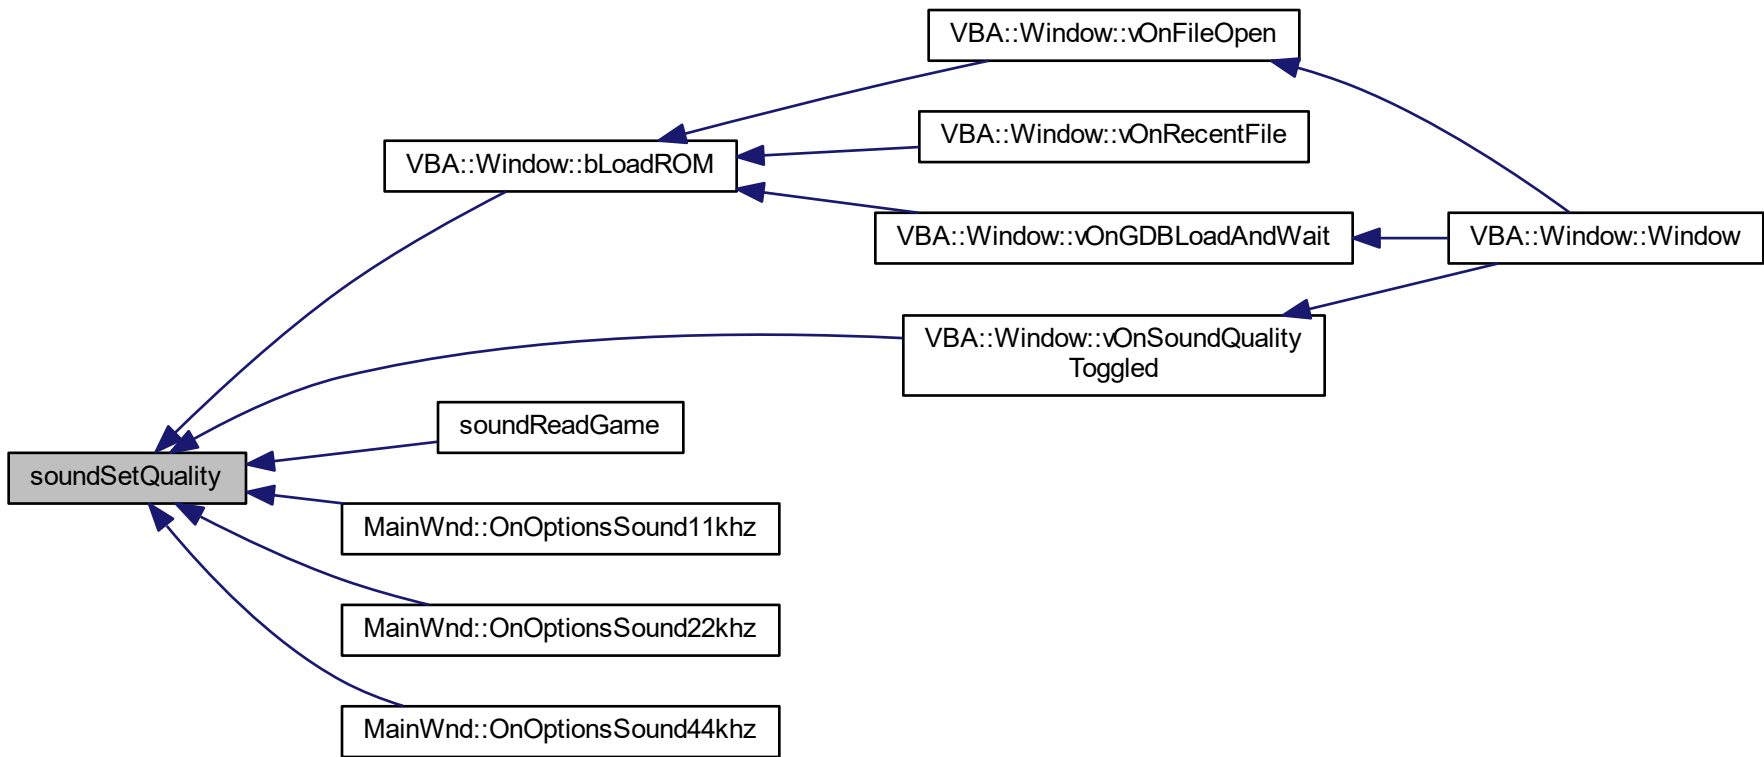 VBA::Window::vOnFileOpen
VBA::Window::vOnRecentFile
VBA::Window::bLoadROM
VBA::Window::vOnGDBLoadAndWait
VBA::Window::Window
VBA::Window::vOnSoundQuality
Toggled
soundReadGame
soundSetQuality
MainWnd::OnOptionsSound11khz
MainWnd::OnOptionsSound22khz
MainWnd::OnOptionsSound44khz